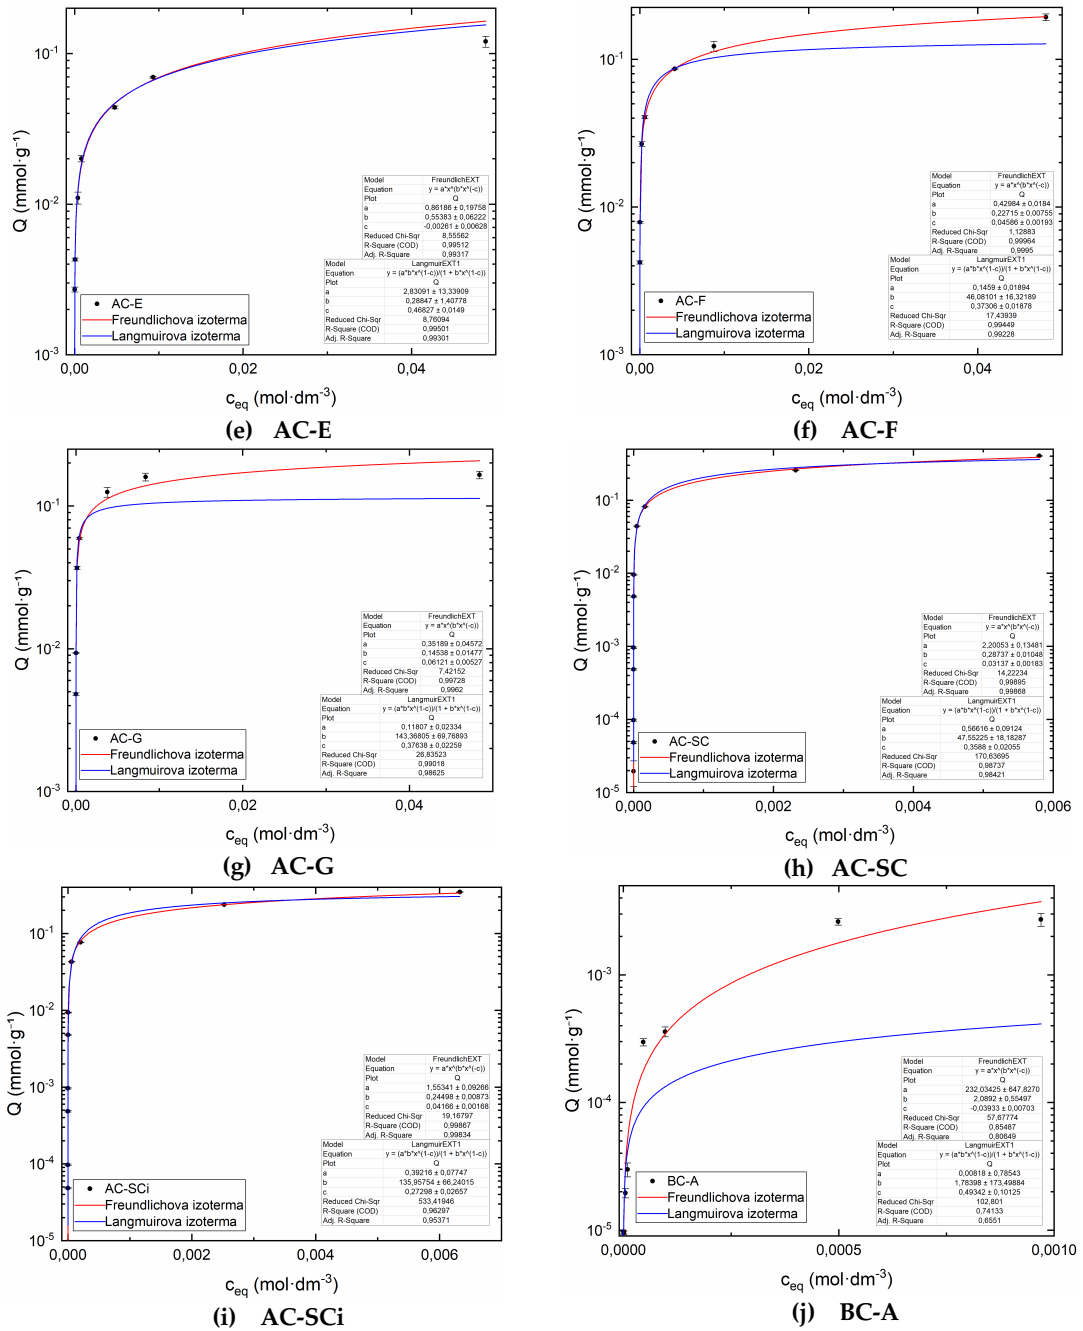 10⁻¹
10⁻²
10⁻³
Q (mmol·g⁻¹)
0,00 0,02 0,04
c_eq (mol·dm⁻³)
AC-E
Freundlichova izoterma
Langmuirova izoterma
Model FreundlichEXT
Equation y = a*x^(b*x^(-c))
Plot Q
a 0,86186 ± 0,19758
b 0,55383 ± 0,06222
c -0,00261 ± 0,00628
Reduced Chi-Sqr 8,55562
R-Square (COD) 0,99512
Adj. R-Square 0,99317
Model LangmuirEXT1
Equation y = (a*b*x^(1-c))/(1 + b*x^(1-c))
Plot Q
a 2,83091 ± 13,33909
b 0,28847 ± 1,40778
c 0,46827 ± 0,0149
Reduced Chi-Sqr 8,76094
R-Square (COD) 0,99501
Adj. R-Square 0,99301
(e) AC-E
10⁻¹
10⁻²
10⁻³
Q (mmol·g⁻¹)
0,00 0,02 0,04
c_eq (mol·dm⁻³)
AC-F
Freundlichova izoterma
Langmuirova izoterma
Model FreundlichEXT
Equation y = a*x^(b*x^(-c))
Plot Q
a 0,42984 ± 0,0184
b 0,22715 ± 0,00755
c 0,04586 ± 0,00193
Reduced Chi-Sqr 1,12883
R-Square (COD) 0,99964
Adj. R-Square 0,9995
Model LangmuirEXT1
Equation y = (a*b*x^(1-c))/(1 + b*x^(1-c))
Plot Q
a 0,1459 ± 0,01894
b 46,08101 ± 16,32189
c 0,37306 ± 0,01878
Reduced Chi-Sqr 17,43939
R-Square (COD) 0,99449
Adj. R-Square 0,99228
(f) AC-F
10⁻¹
10⁻²
10⁻³
Q (mmol·g⁻¹)
0,00 0,02 0,04
c_eq (mol·dm⁻³)
AC-G
Freundlichova izoterma
Langmuirova izoterma
Model FreundlichEXT
Equation y = a*x^(b*x^(-c))
Plot Q
a 0,35189 ± 0,04572
b 0,14538 ± 0,01477
c 0,06121 ± 0,00527
Reduced Chi-Sqr 7,42152
R-Square (COD) 0,99728
Adj. R-Square 0,9962
Model LangmuirEXT1
Equation y = (a*b*x^(1-c))/(1 + b*x^(1-c))
Plot Q
a 0,11807 ± 0,02334
b 143,36805 ± 69,76893
c 0,37638 ± 0,02259
Reduced Chi-Sqr 26,83523
R-Square (COD) 0,99018
Adj. R-Square 0,98625
(g) AC-G
10⁻¹
10⁻²
10⁻³
10⁻⁴
10⁻⁵
Q (mmol·g⁻¹)
0,000 0,002 0,004 0,006
c_eq (mol·dm⁻³)
AC-SC
Freundlichova izoterma
Langmuirova izoterma
Model FreundlichEXT
Equation y = a*x^(b*x^(-c))
Plot Q
a 2,20053 ± 0,13481
b 0,28737 ± 0,01048
c 0,03137 ± 0,00183
Reduced Chi-Sqr 14,22234
R-Square (COD) 0,99895
Adj. R-Square 0,99868
Model LangmuirEXT1
Equation y = (a*b*x^(1-c))/(1 + b*x^(1-c))
Plot Q
a 0,56616 ± 0,09124
b 47,55225 ± 18,18287
c 0,3588 ± 0,02055
Reduced Chi-Sqr 170,63695
R-Square (COD) 0,98737
Adj. R-Square 0,98421
(h) AC-SC
10⁻¹
10⁻²
10⁻³
10⁻⁴
10⁻⁵
Q (mmol·g⁻¹)
0,000 0,002 0,004 0,006
c_eq (mol·dm⁻³)
AC-SCi
Freundlichova izoterma
Langmuirova izoterma
Model FreundlichEXT
Equation y = a*x^(b*x^(-c))
Plot Q
a 1,55341 ± 0,09266
b 0,24498 ± 0,00873
c 0,04166 ± 0,00168
Reduced Chi-Sqr 19,16797
R-Square (COD) 0,99867
Adj. R-Square 0,99834
Model LangmuirEXT1
Equation y = (a*b*x^(1-c))/(1 + b*x^(1-c))
Plot Q
a 0,39216 ± 0,07747
b 135,95754 ± 66,24015
c 0,27298 ± 0,02657
Reduced Chi-Sqr 533,41946
R-Square (COD) 0,96297
Adj. R-Square 0,95371
(i) AC-SCi
10⁻³
10⁻⁴
10⁻⁵
Q (mmol·g⁻¹)
0,0000 0,0005 0,0010
c_eq (mol·dm⁻³)
BC-A
Freundlichova izoterma
Langmuirova izoterma
Model FreundlichEXT
Equation y = a*x^(b*x^(-c))
Plot Q
a 232,03425 ± 647,8270
b 2,0892 ± 0,55497
c -0,03933 ± 0,00703
Reduced Chi-Sqr 57,67774
R-Square (COD) 0,85487
Adj. R-Square 0,80649
Model LangmuirEXT1
Equation y = (a*b*x^(1-c))/(1 + b*x^(1-c))
Plot Q
a 0,00818 ± 0,78543
b 1,78398 ± 173,49884
c 0,49342 ± 0,10125
Reduced Chi-Sqr 102,801
R-Square (COD) 0,74133
Adj. R-Square 0,6551
(j) BC-A